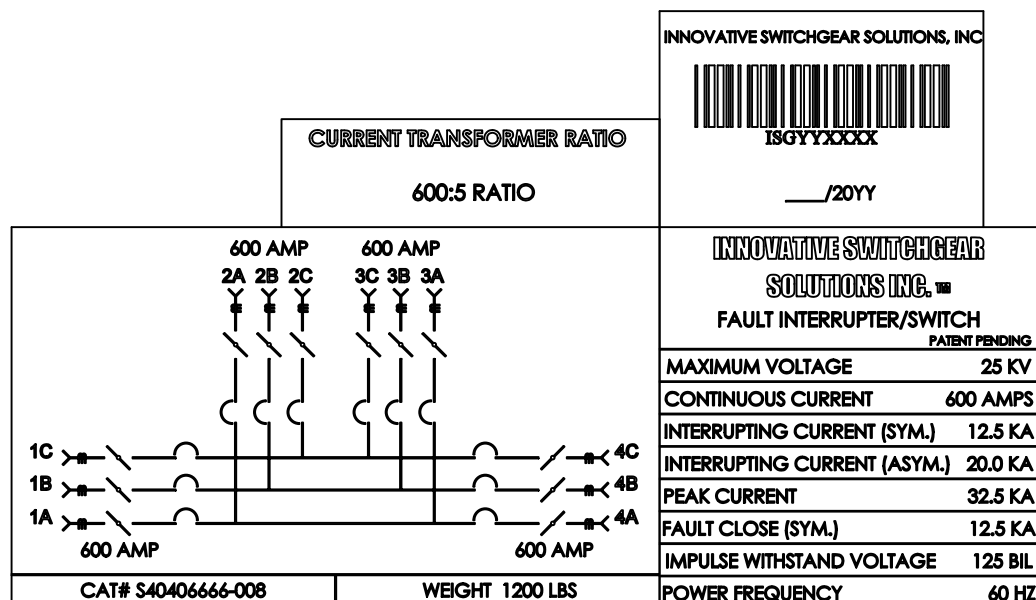 INNOVATIVE SWITCHGEAR SOLUTIONS, INC
ISGYYXXXX
____/20YY
CURRENT TRANSFORMER RATIO
600:5 RATIO
600 AMP 600 AMP
2A 2B 2C 3C 3B 3A
1C 4C
1B 4B
1A 4A
600 AMP 600 AMP
CAT# S40406666-008 WEIGHT 1200 LBS
INNOVATIVE SWITCHGEAR
SOLUTIONS INC. TM
FAULT INTERRUPTER/SWITCH
PATENT PENDING
MAXIMUM VOLTAGE 25 KV
CONTINUOUS CURRENT 600 AMPS
INTERRUPTING CURRENT (SYM.) 12.5 KA
INTERRUPTING CURRENT (ASYM.) 20.0 KA
PEAK CURRENT 32.5 KA
FAULT CLOSE (SYM.) 12.5 KA
IMPULSE WITHSTAND VOLTAGE 125 BIL
POWER FREQUENCY 60 HZ